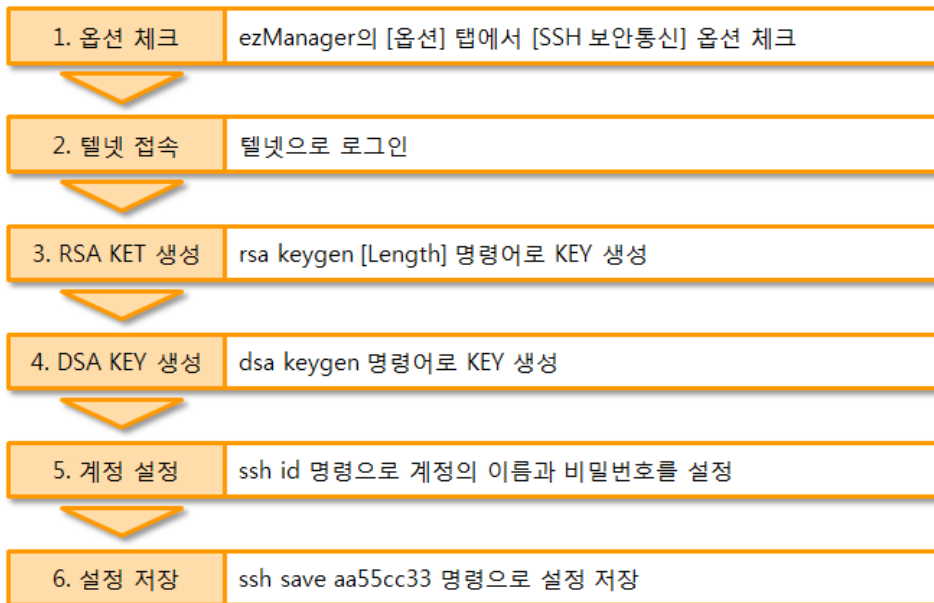 1. 옵션 체크
ezManager의 [옵션] 탭에서 [SSH 보안통신] 옵션 체크
2. 텔넷 접속
텔넷으로 로그인
3. RSA KET 생성
rsa keygen [Length] 명령어로 KEY 생성
4. DSA KEY 생성
dsa keygen 명령어로 KEY 생성
5. 계정 설정
ssh id 명령으로 계정의 이름과 비밀번호를 설정
6. 설정 저장
ssh save aa55cc33 명령으로 설정 저장